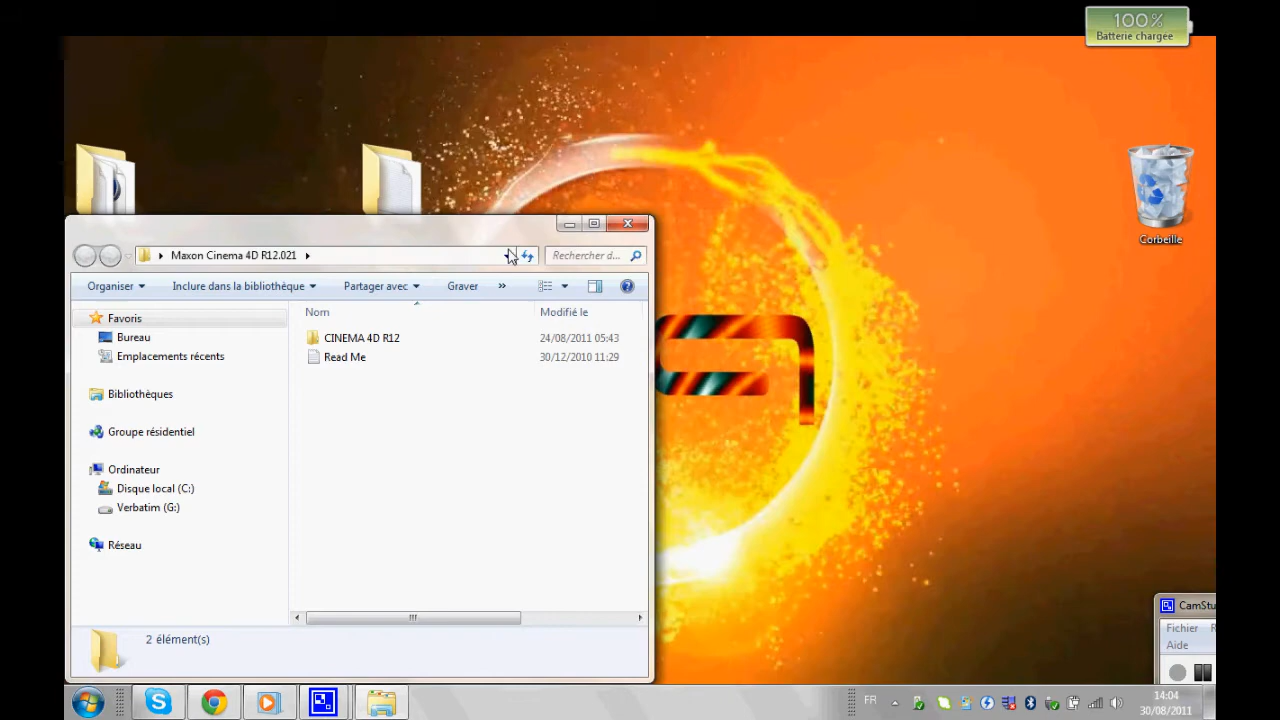 100%
Batterie chargée
Corbeille
Maxon Cinema 4D R12.021
Rechercher d...
Organiser
Inclure dans la bibliothèque
Partager avec
Graver
»
Nom
Modifié le
Favoris
Bureau
Emplacements récents
Bibliothèques
Groupe résidentiel
Ordinateur
Disque local (C:)
Verbatim (G:)
Réseau
CINEMA 4D R12
24/08/2011 05:43
Read Me
30/12/2010 11:29
2 élément(s)
CamStu
Fichier
Aide
FR
14:04
30/08/2011